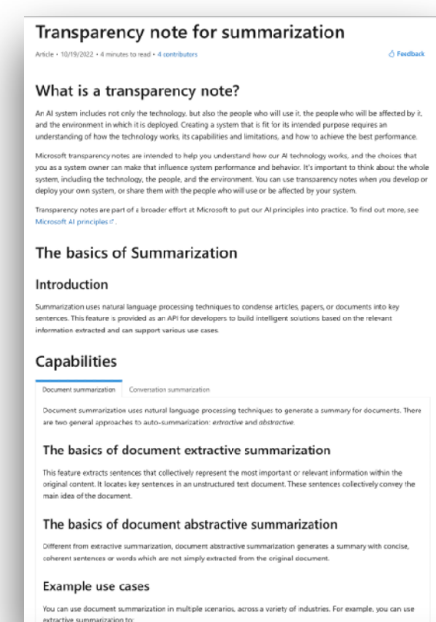 Transparency note for summarization
Article • 10/19/2022 • 4 minutes to read • 4 contributors
Feedback
What is a transparency note?
An AI system includes not only the technology, but also the people who will use it, the people who will be affected by it,
and the environment in which it is deployed. Creating a system that is fit for its intended purpose requires an
understanding of how the technology works, its capabilities and limitations, and how to achieve the best performance.
Microsoft transparency notes are intended to help you understand how our AI technology works, and the choices that
you as a system owner can make that influence system performance and behavior. It's important to think about the whole
system, including the technology, the people, and the environment. You can use transparency notes when you develop or
deploy your own system, or share them with the people who will use or be affected by your system.
Transparency notes are part of a broader effort at Microsoft to put our AI principles into practice. To find out more, see
Microsoft AI principles.
The basics of Summarization
Introduction
Summarization uses natural language processing techniques to condense articles, papers, or documents into key
sentences. This feature is provided as an API for developers to build intelligent solutions based on the relevant
information extracted and can support various use cases.
Capabilities
Document summarization Conversation summarization
Document summarization uses natural language processing techniques to generate a summary for documents. There
are two general approaches to auto-summarization: extractive and abstractive.
The basics of document extractive summarization
This feature extracts sentences that collectively represent the most important or relevant information within the
original content. It locates key sentences in an unstructured text document. These sentences collectively convey the
main idea of the document.
The basics of document abstractive summarization
Different from extractive summarization, document abstractive summarization generates a summary with concise,
coherent sentences or words which are not simply extracted from the original document.
Example use cases
You can use document summarization in multiple scenarios, across a variety of industries. For example, you can use
extractive summarization to: